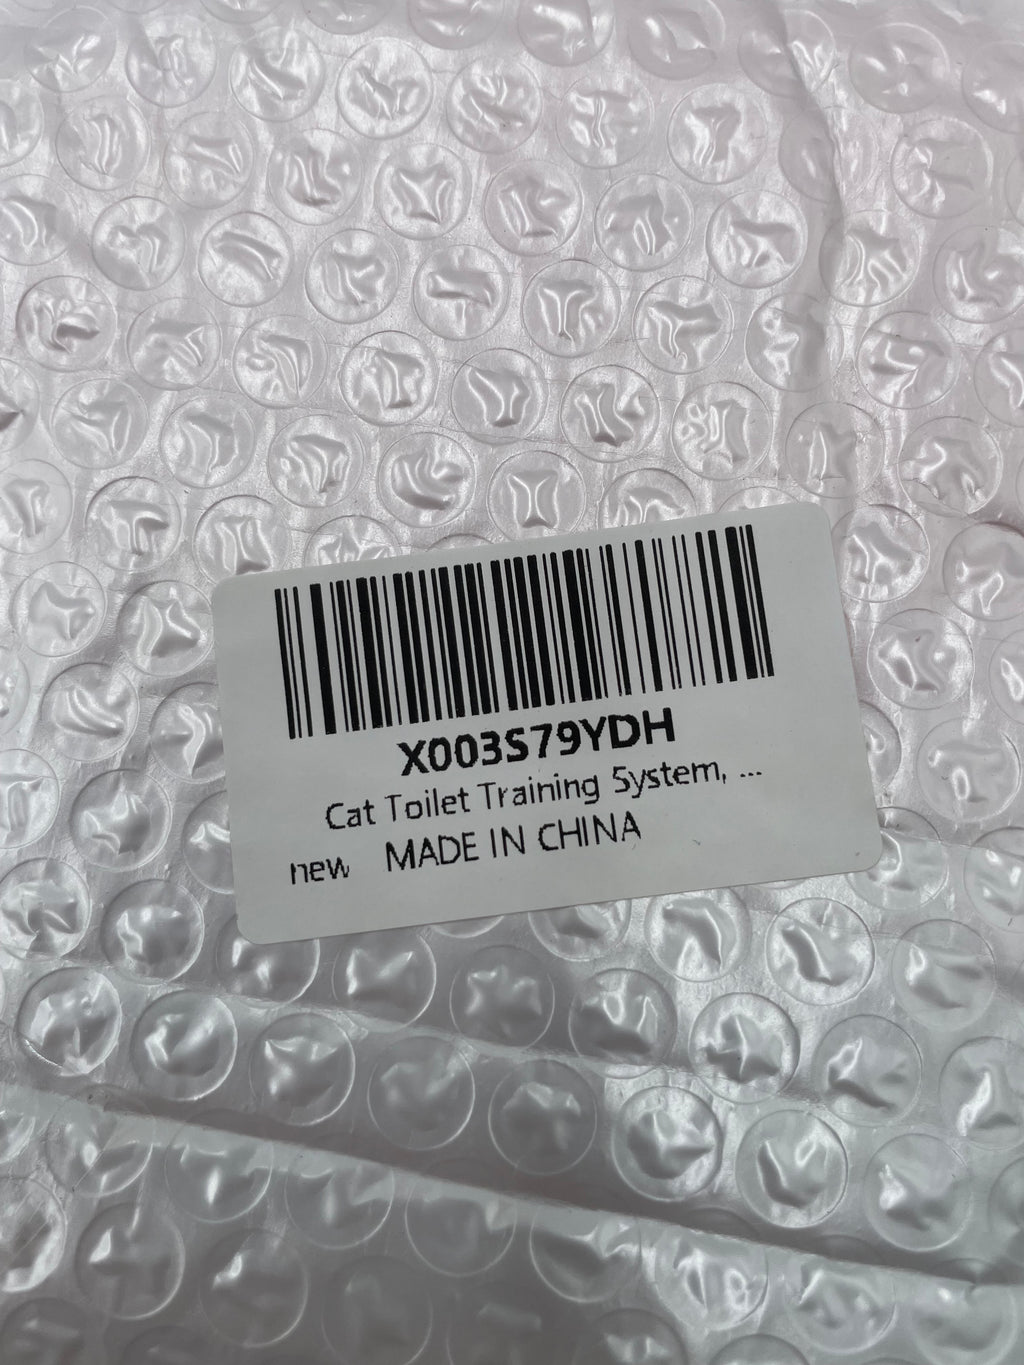 X003S79YDH
Cat Toilet Training System, ...
new MADE IN CHINA